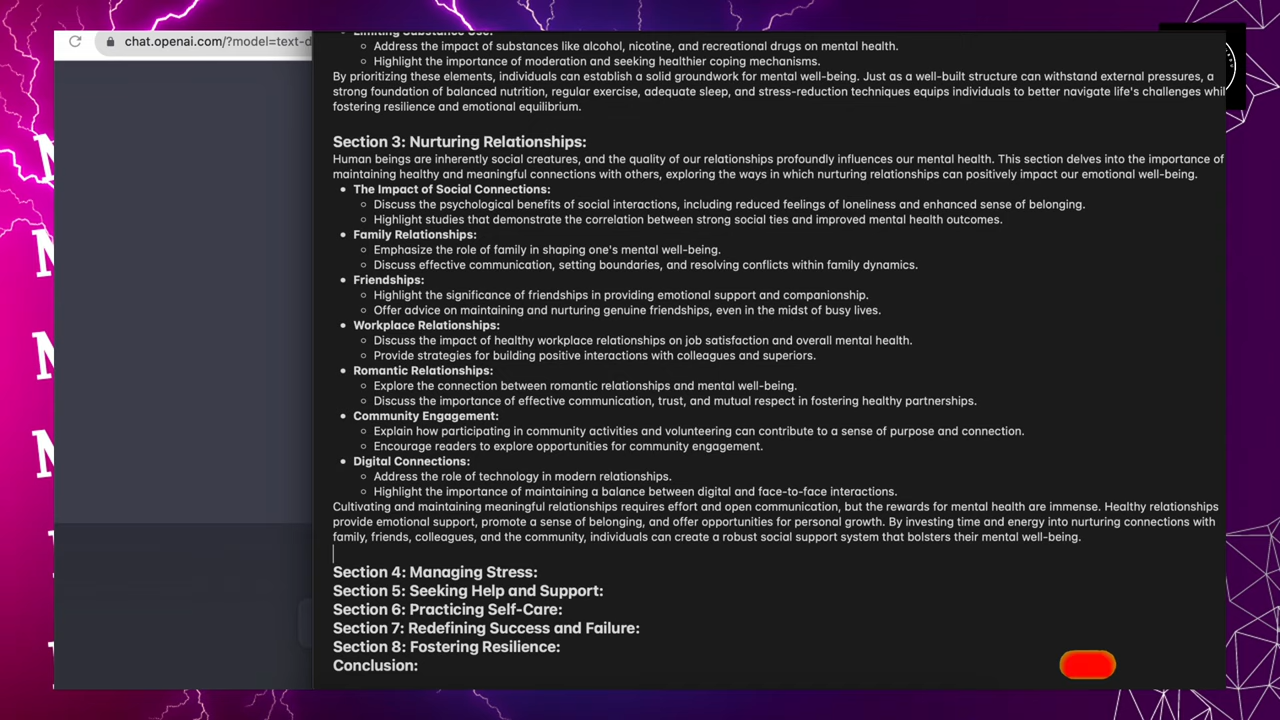 chat.openai.com/?model=text-d
Limiting Substance Use:
Address the impact of substances like alcohol, nicotine, and recreational drugs on mental health.
Highlight the importance of moderation and seeking healthier coping mechanisms.
By prioritizing these elements, individuals can establish a solid groundwork for mental well-being. Just as a well-built structure can withstand external pressures, a
strong foundation of balanced nutrition, regular exercise, adequate sleep, and stress-reduction techniques equips individuals to better navigate life's challenges whil
fostering resilience and emotional equilibrium.
Section 3: Nurturing Relationships:
Human beings are inherently social creatures, and the quality of our relationships profoundly influences our mental health. This section delves into the importance of
maintaining healthy and meaningful connections with others, exploring the ways in which nurturing relationships can positively impact our emotional well-being.
The Impact of Social Connections:
Discuss the psychological benefits of social interactions, including reduced feelings of loneliness and enhanced sense of belonging.
Highlight studies that demonstrate the correlation between strong social ties and improved mental health outcomes.
Family Relationships:
Emphasize the role of family in shaping one's mental well-being.
Discuss effective communication, setting boundaries, and resolving conflicts within family dynamics.
Friendships:
Highlight the significance of friendships in providing emotional support and companionship.
Offer advice on maintaining and nurturing genuine friendships, even in the midst of busy lives.
Workplace Relationships:
Discuss the impact of healthy workplace relationships on job satisfaction and overall mental health.
Provide strategies for building positive interactions with colleagues and superiors.
Romantic Relationships:
Explore the connection between romantic relationships and mental well-being.
Discuss the importance of effective communication, trust, and mutual respect in fostering healthy partnerships.
Community Engagement:
Explain how participating in community activities and volunteering can contribute to a sense of purpose and connection.
Encourage readers to explore opportunities for community engagement.
Digital Connections:
Address the role of technology in modern relationships.
Highlight the importance of maintaining a balance between digital and face-to-face interactions.
Cultivating and maintaining meaningful relationships requires effort and open communication, but the rewards for mental health are immense. Healthy relationships
provide emotional support, promote a sense of belonging, and offer opportunities for personal growth. By investing time and energy into nurturing connections with
family, friends, colleagues, and the community, individuals can create a robust social support system that bolsters their mental well-being.
Section 4: Managing Stress:
Section 5: Seeking Help and Support:
Section 6: Practicing Self-Care:
Section 7: Redefining Success and Failure:
Section 8: Fostering Resilience:
Conclusion: